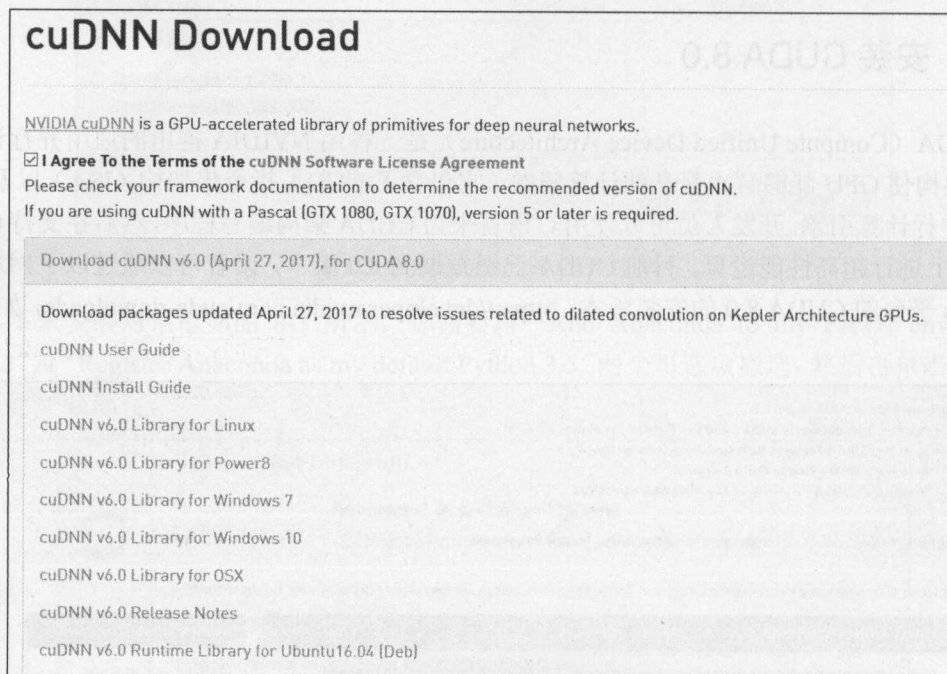 cuDNN Download
NVIDIA cuDNN is a GPU-accelerated library of primitives for deep neural networks.
☑ I Agree To the Terms of the cuDNN Software License Agreement
Please check your framework documentation to determine the recommended version of cuDNN.
If you are using cuDNN with a Pascal (GTX 1080, GTX 1070), version 5 or later is required.
Download cuDNN v6.0 (April 27, 2017), for CUDA 8.0
Download packages updated April 27, 2017 to resolve issues related to dilated convolution on Kepler Architecture GPUs.
cuDNN User Guide
cuDNN Install Guide
cuDNN v6.0 Library for Linux
cuDNN v6.0 Library for Power8
cuDNN v6.0 Library for Windows 7
cuDNN v6.0 Library for Windows 10
cuDNN v6.0 Library for OSX
cuDNN v6.0 Release Notes
cuDNN v6.0 Runtime Library for Ubuntu16.04 (Deb)